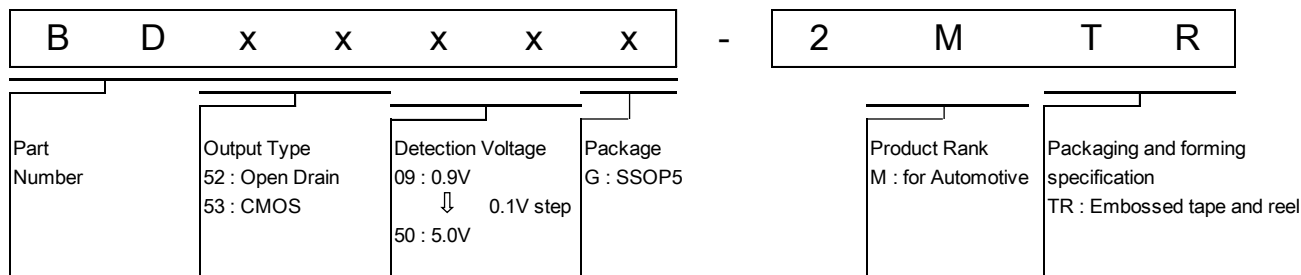 B D x x x x x - 2 M T R
Part
Number
Output Type
52 : Open Drain
53 : CMOS
Detection Voltage
09 : 0.9V
⇩ 0.1V step
50 : 5.0V
Package
G : SSOP5
Product Rank
M : for Automotive
Packaging and forming
specification
TR : Embossed tape and reel